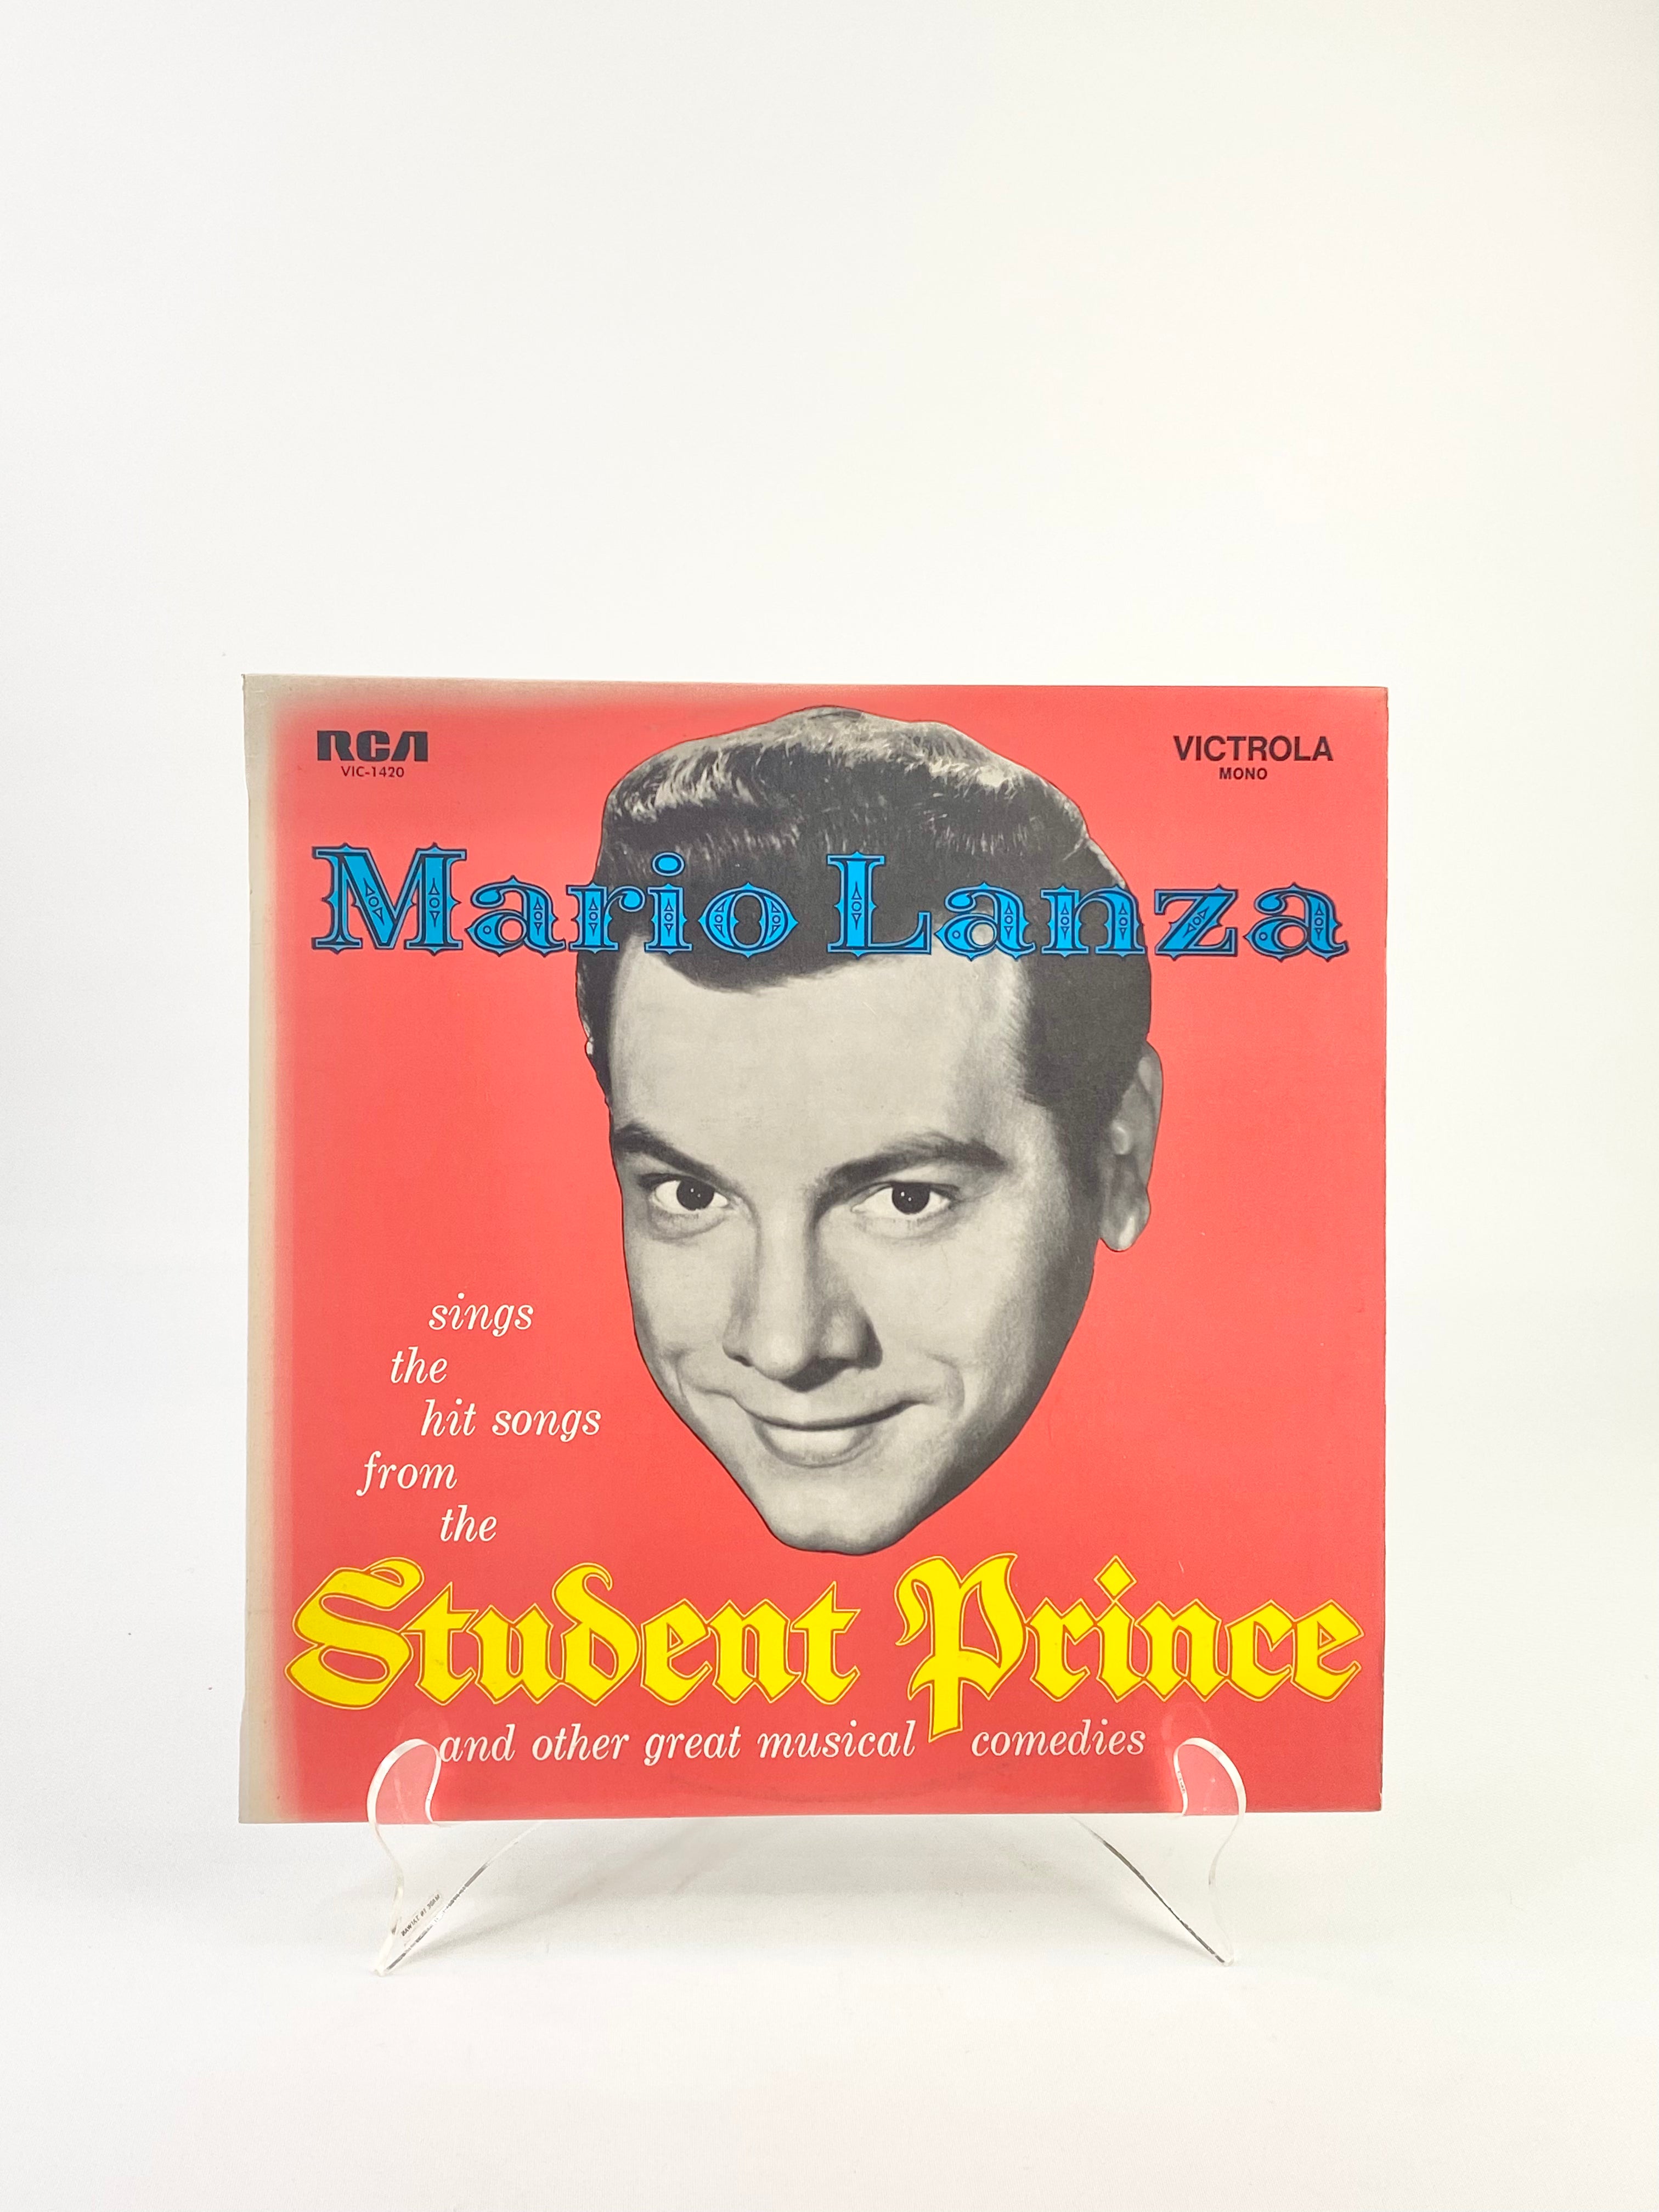 RCA
VIC-1420
VICTROLA
MONO
Mario Lanza
sings
the
hit songs
from
the
Student Prince
and other great musical comedies